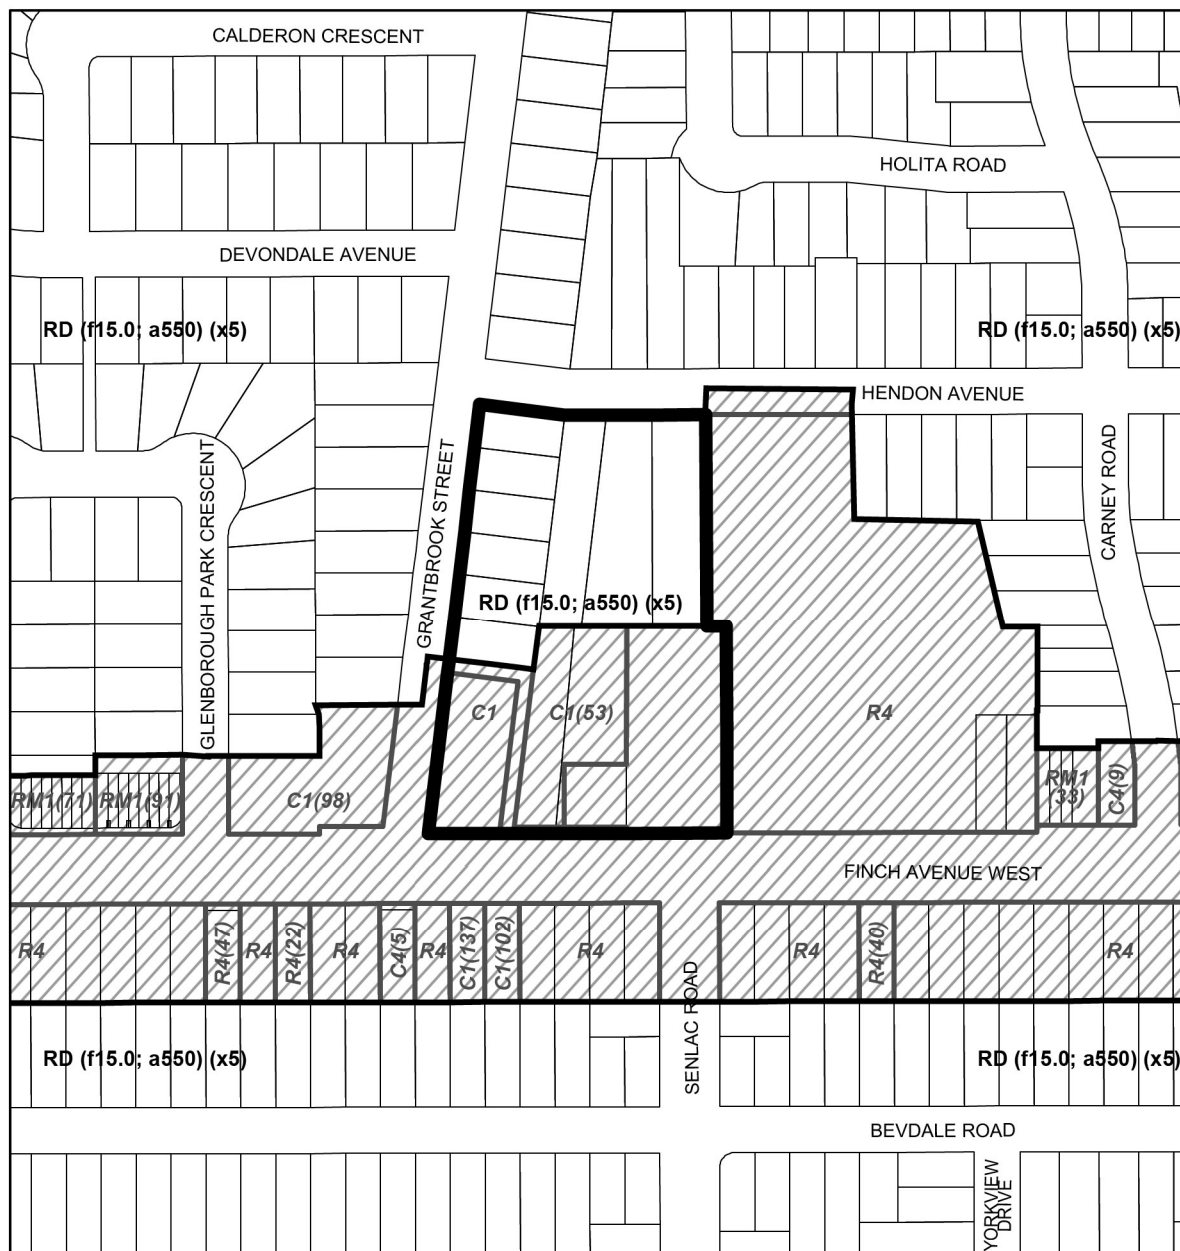 CALDERON CRESCENT
HOLITA ROAD
DEVONDALE AVENUE
RD (f15.0; a550) (x5)
RD (f15.0; a550) (x5)
HENDON AVENUE
GLENBOROUGH PARK CRESCENT
GRANTBROOK STREET
CARNEY ROAD
RD (f15.0; a550) (x5)
C1
C1(53)
R4
RM1(71)
RM1(91)
C1(98)
RM1
(33)
C4(9)
FINCH AVENUE WEST
R4
R4(47)
R4
R4(22)
R4
C4(5)
R4
C1(137)
C1(102)
R4
R4
R4(40)
R4
SENLAC ROAD
RD (f15.0; a550) (x5)
RD (f15.0; a550) (x5)
BEVDALE ROAD
YORKVIEW
DRIVE